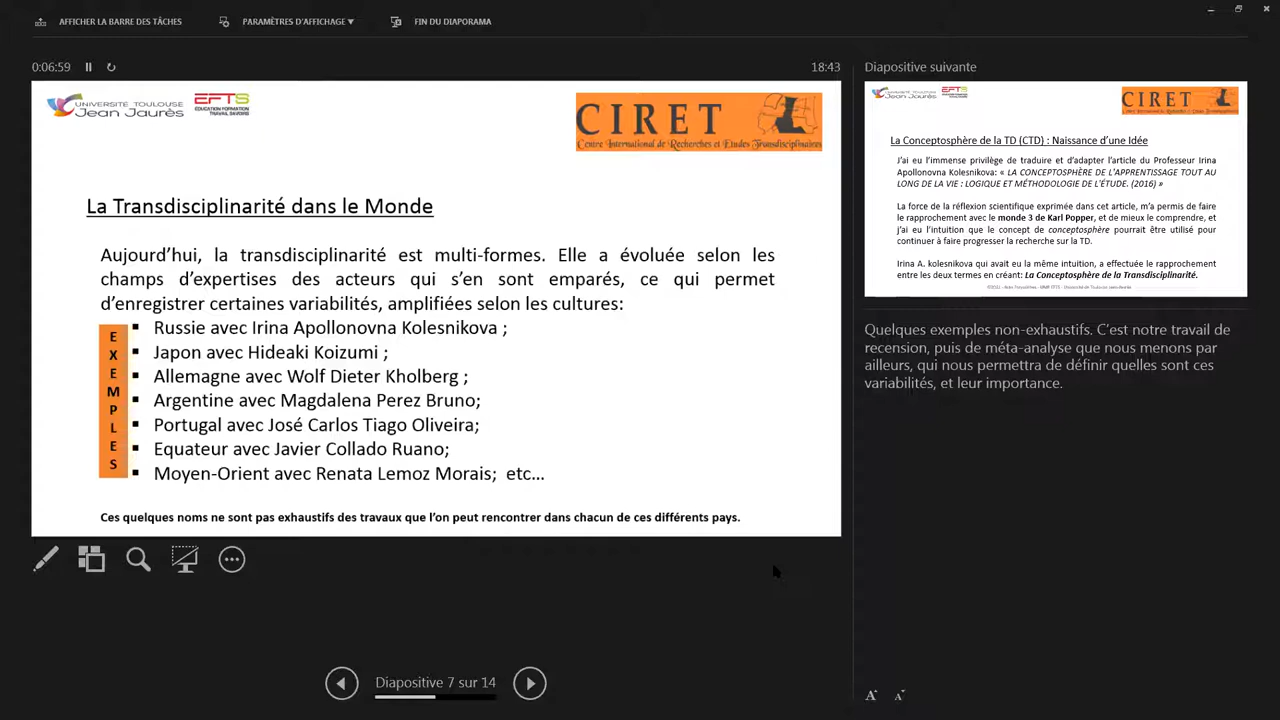 AFFICHER LA BARRE DES TÂCHES
PARAMÈTRES D'AFFICHAGE ▼
FIN DU DIAPORAMA
0:06:59
18:43
UNIVERSITÉ TOULOUSE
Jean Jaurès
EFTS
ÉDUCATION FORMATION
TRAVAIL SAVOIRS
CIRET
Centre International de Recherches et Etudes Transdisciplinaires
La Transdisciplinarité dans le Monde
Aujourd'hui, la transdisciplinarité est multi-formes. Elle a évoluée selon les
champs d'expertises des acteurs qui s'en sont emparés, ce qui permet
d'enregistrer certaines variabilités, amplifiées selon les cultures:
EXEMPLES
▪ Russie avec Irina Apollonovna Kolesnikova ;
▪ Japon avec Hideaki Koizumi ;
▪ Allemagne avec Wolf Dieter Kholberg ;
▪ Argentine avec Magdalena Perez Bruno;
▪ Portugal avec José Carlos Tiago Oliveira;
▪ Equateur avec Javier Collado Ruano;
▪ Moyen-Orient avec Renata Lemoz Morais; etc...
Ces quelques noms ne sont pas exhaustifs des travaux que l'on peut rencontrer dans chacun de ces différents pays.
Diapositive 7 sur 14
Diapositive suivante
UNIVERSITÉ TOULOUSE
Jean Jaurès
EFTS
CIRET
La Conceptosphère de la TD (CTD) : Naissance d'une Idée
J'ai eu l'immense privilège de traduire et d'adapter l'article du Professeur Irina
Apollonovna Kolesnikova: « LA CONCEPTOSPHÈRE DE L'APPRENTISSAGE TOUT AU
LONG DE LA VIE : LOGIQUE ET MÉTHODOLOGIE DE L'ÉTUDE. (2016) »
La force de la réflexion scientifique exprimée dans cet article, m'a permis de faire
le rapprochement avec le monde 3 de Karl Popper, et de mieux le comprendre, et
j'ai eu l'intuition que le concept de conceptosphère pourrait être utilisé pour
continuer à faire progresser la recherche sur la TD.
Irina A. kolesnikova qui avait eu la même intuition, a effectuée le rapprochement
entre les deux termes en créant: La Conceptosphère de la Transdisciplinarité.
Quelques exemples non-exhaustifs. C'est notre travail de
recension, puis de méta-analyse que nous menons par
ailleurs, qui nous permettra de définir quelles sont ces
variabilités, et leur importance.
A A